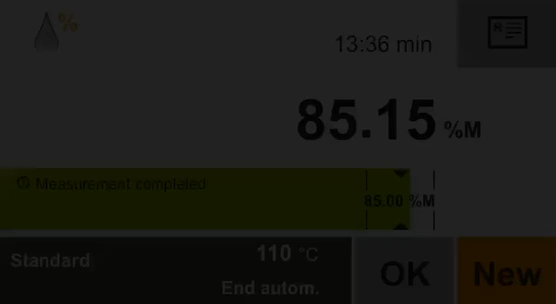 %
13:36 min
R
85.15 %M
Measurement completed
85.00 %M
Standard
110 °C
End autom.
OK
New